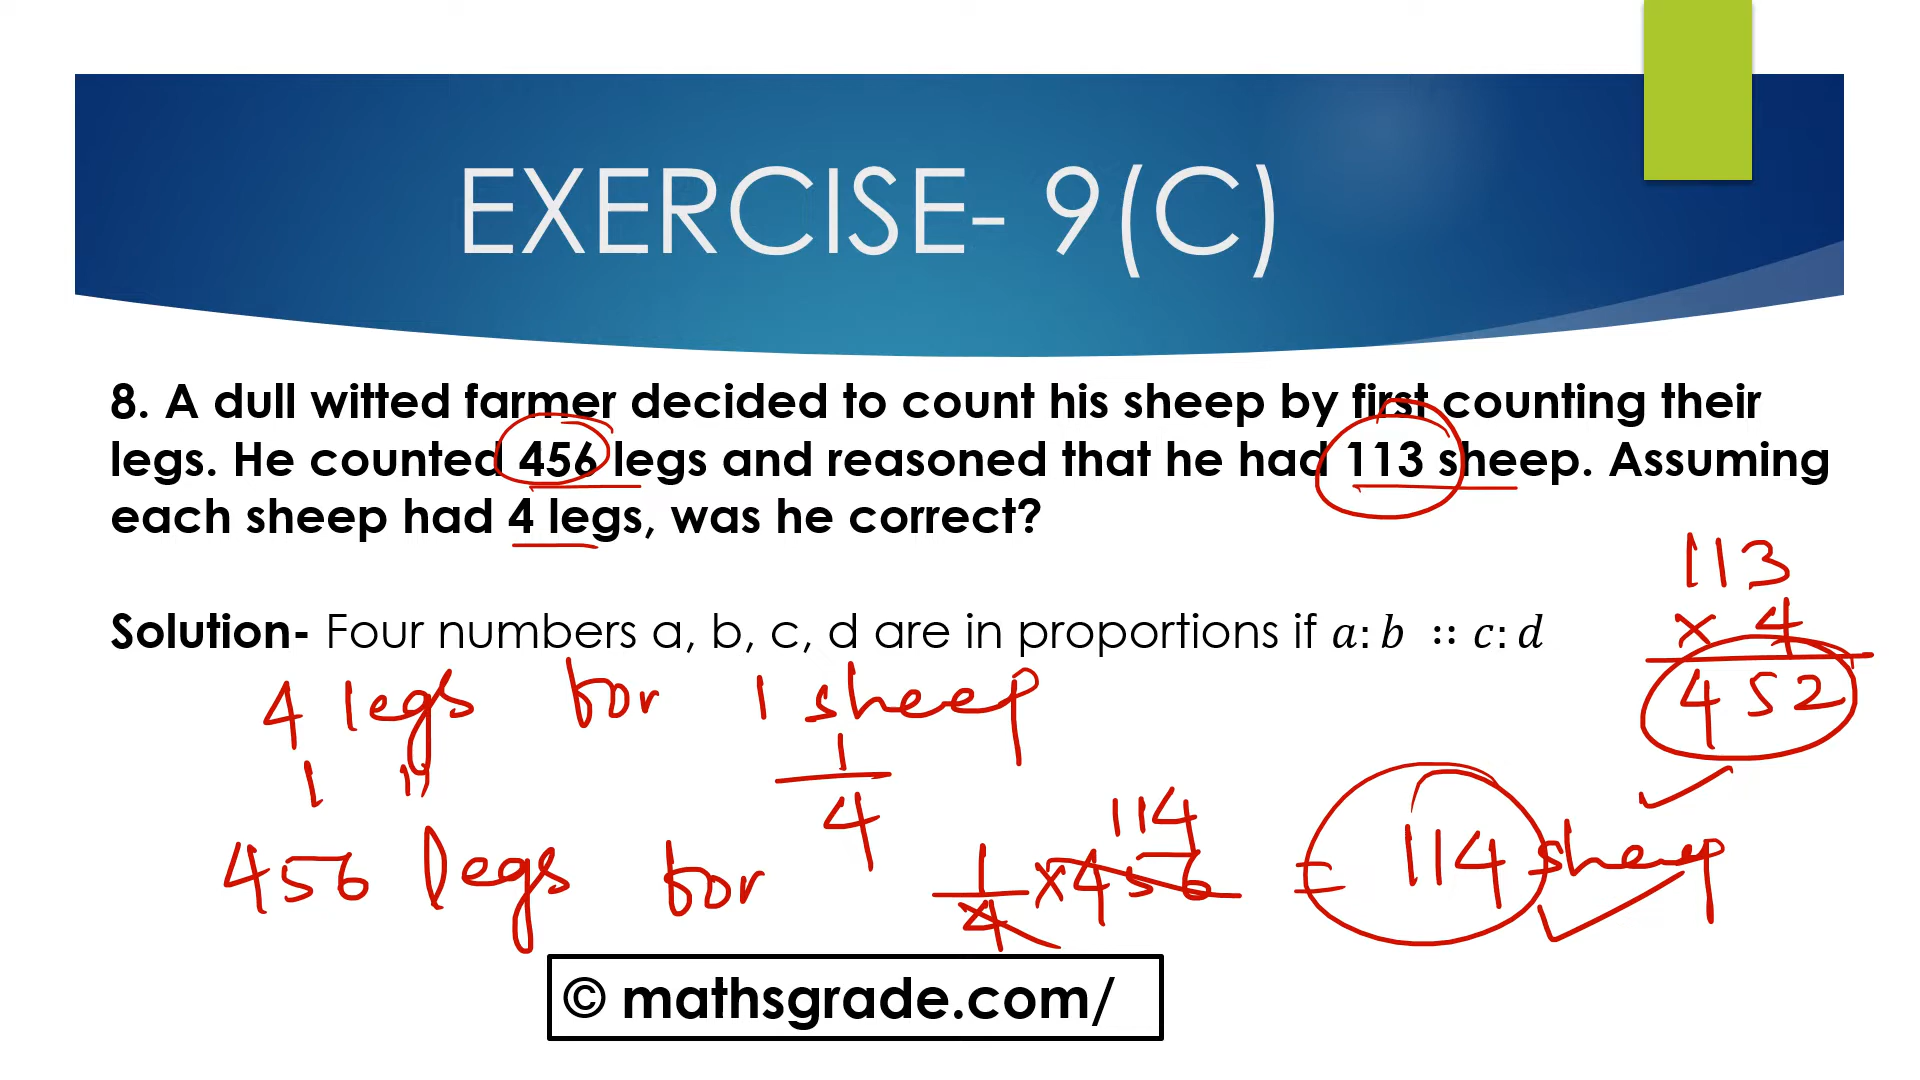 EXERCISE- 9(C)
8. A dull witted farmer decided to count his sheep by first counting their
legs. He counted 456 legs and reasoned that he had 113 sheep. Assuming
each sheep had 4 legs, was he correct?
113
× 4
452
Solution- Four numbers a, b, c, d are in proportions if a: b :: c: d
4 legs for 1 sheep
1 " 1/4
456 legs for 1/4 × 456 = 114 sheep
114
© mathsgrade.com/